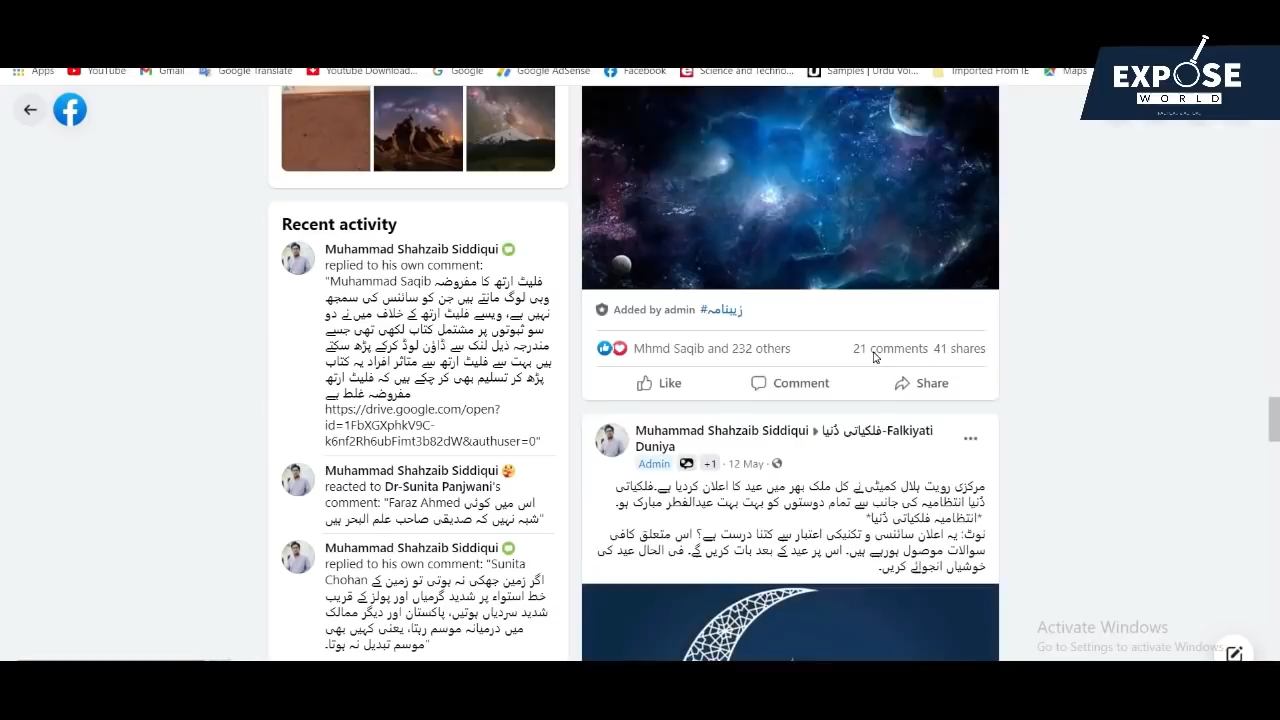 EXPOSE
WORLD
Apps YouTube Gmail Google Translate Youtube Download... Google Google AdSense Facebook Science and Techno... Samples | Urdu Voi... Imported From IE Maps
Recent activity
Muhammad Shahzaib Siddiqui
replied to his own comment:
"Muhammad Saqib فلیٹ ارتھ کا مفروضہ
وہی لوگ مانتے ہیں جن کو سائنس کی سمجھ
نہیں ہے، ویسے فلیٹ ارتھ کے خلاف میں نے دو
سو ثبوتوں پر مشتمل کتاب لکھی تھی جسے
مندرجہ ذیل لنک سے ڈاؤن لوڈ کرکے پڑھ سکتے
ہیں بہت سے فلیٹ ارتھ سے متاثر افراد یہ کتاب
پڑھ کر تسلیم بھی کر چکے ہیں کہ فلیٹ ارتھ
مفروضہ غلط ہے
https://drive.google.com/open?
id=1FbXGXphkV9C-
k6nf2Rh6ubFimt3b82dW&authuser=0"
Muhammad Shahzaib Siddiqui
reacted to Dr-Sunita Panjwani's
comment: "Faraz Ahmed اس میں کوئی
شبہ نہیں کہ صدیقی صاحب علم البحر ہیں"
Muhammad Shahzaib Siddiqui
replied to his own comment: "Sunita
Chohan اگر زمین جھکی نہ ہوتی تو زمین کے
خط استواء پر شدید گرمیاں اور پولز کے قریب
شدید سردیاں ہوتیں، پاکستان اور دیگر ممالک
میں درمیانہ موسم رہتا، یعنی کہیں بھی
موسم تبدیل نہ ہوتا۔"
Added by admin #زیبنامہ
Mhmd Saqib and 232 others 21 comments 41 shares
Like Comment Share
Muhammad Shahzaib Siddiqui فلکیاتی دُنیا-Falkiyati
Duniya
Admin +1 · 12 May ·
مرکزی رویت ہلال کمیٹی نے کل ملک بھر میں عید کا اعلان کردیا ہے۔فلکیاتی
دُنیا انتظامیہ کی جانب سے تمام دوستوں کو بہت بہت عیدالفطر مبارک ہو۔
*انتظامیہ فلکیاتی دُنیا*
نوٹ: یہ اعلان سائنسی و تکنیکی اعتبار سے کتنا درست ہے؟ اس متعلق کافی
سوالات موصول ہورہے ہیں۔ اس پر عید کے بعد بات کریں گے۔ فی الحال عید کی
خوشیاں انجوائے کریں۔
Activate Windows
Go to Settings to activate Windows.